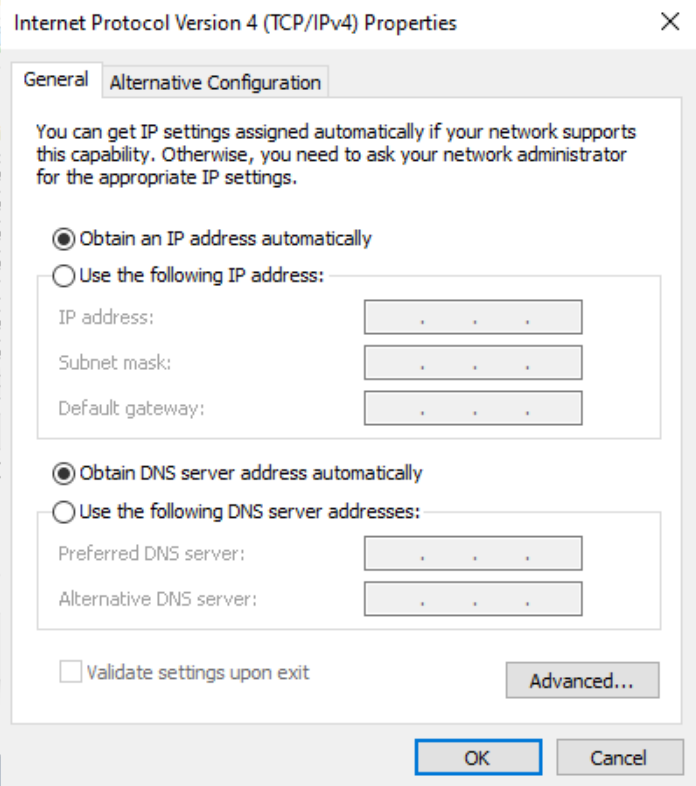 Internet Protocol Version 4 (TCP/IPv4) Properties
General
Alternative Configuration
You can get IP settings assigned automatically if your network supports
this capability. Otherwise, you need to ask your network administrator
for the appropriate IP settings.
Obtain an IP address automatically
Use the following IP address:
IP address:
Subnet mask:
Default gateway:
Obtain DNS server address automatically
Use the following DNS server addresses:
Preferred DNS server:
Alternative DNS server:
Validate settings upon exit
Advanced...
OK
Cancel